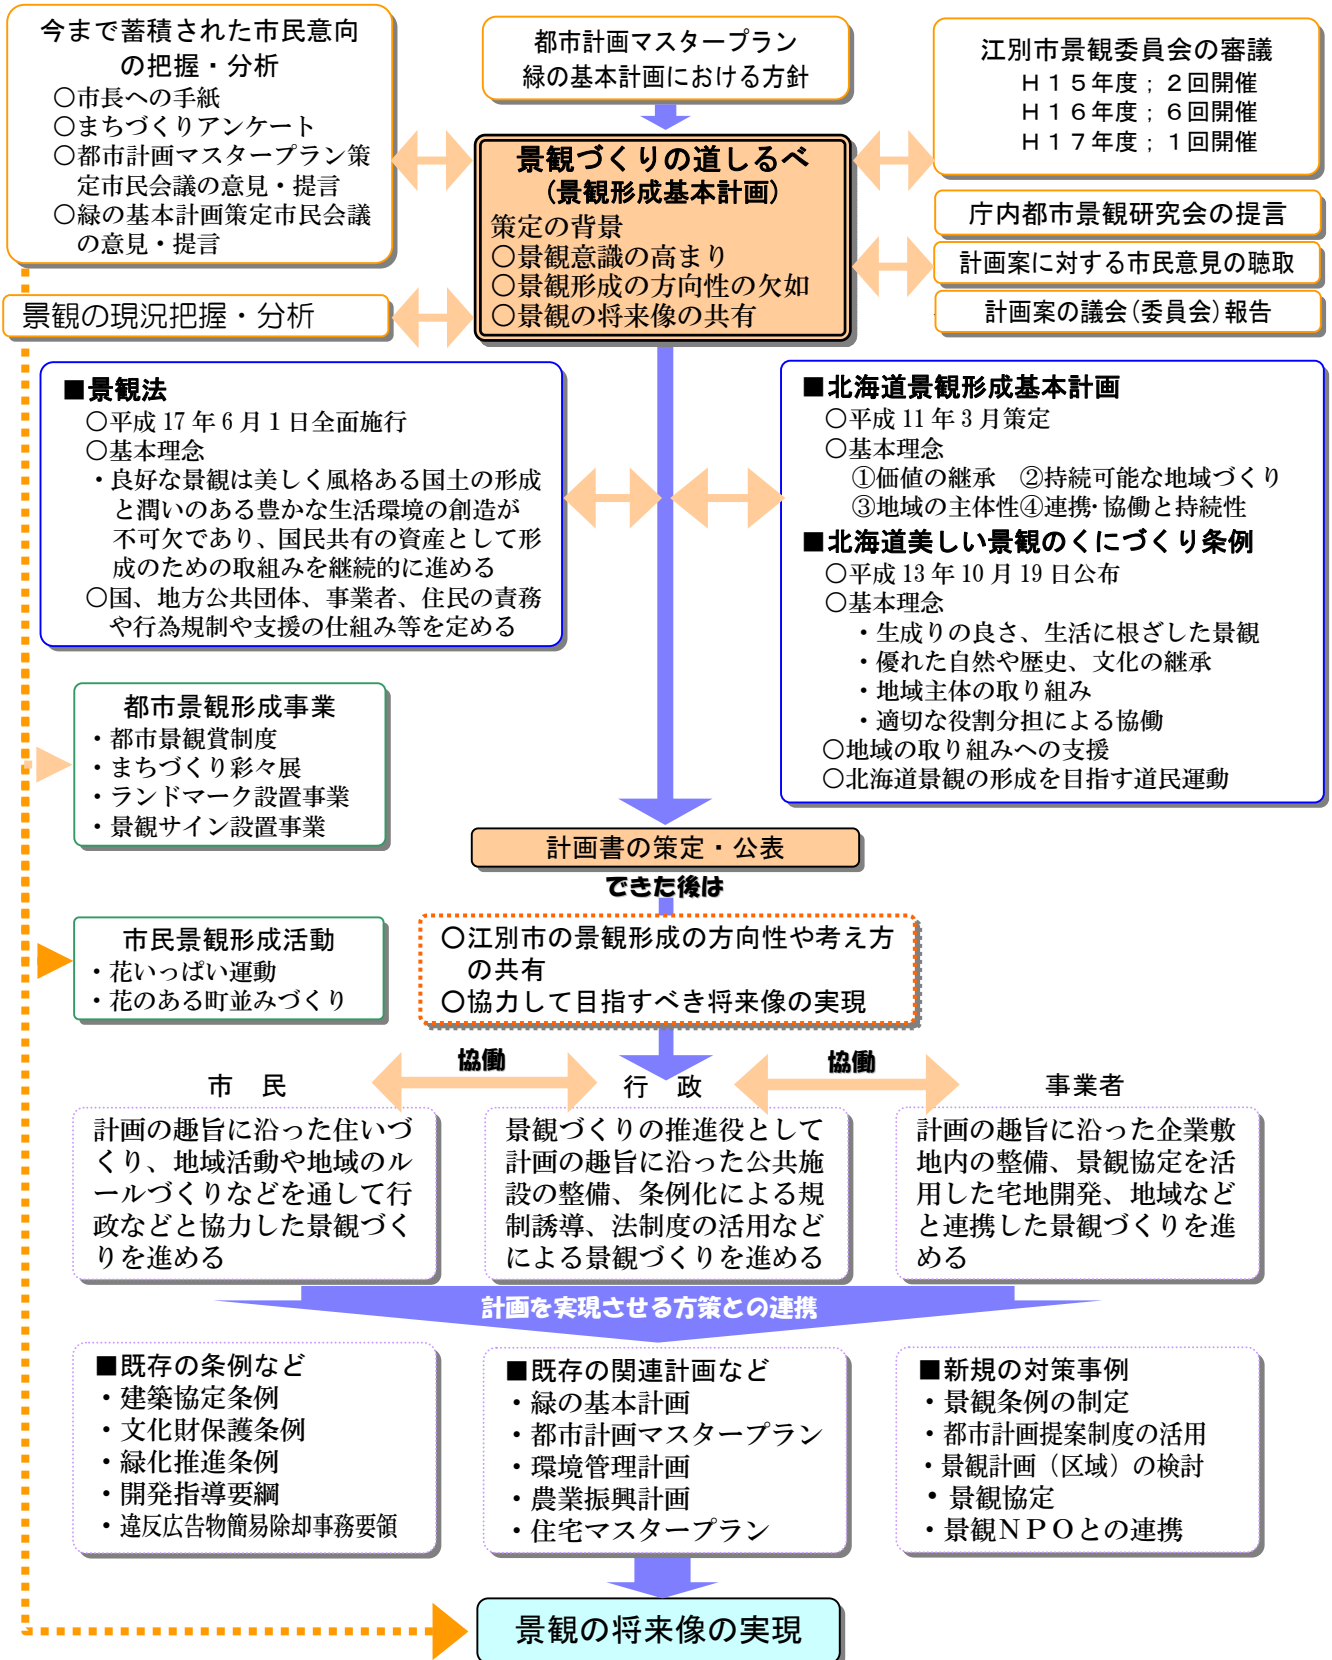 今まで蓄積された市民意向
の把握・分析
○市長への手紙
○まちづくりアンケート
○都市計画マスタープラン策
定市民会議の意見・提言
○緑の基本計画策定市民会議
の意見・提言
都市計画マスタープラン
緑の基本計画における方針
江別市景観委員会の審議
Ｈ１５年度；２回開催
Ｈ１６年度；６回開催
Ｈ１７年度；１回開催
景観づくりの道しるべ
(景観形成基本計画)
策定の背景
○景観意識の高まり
○景観形成の方向性の欠如
○景観の将来像の共有
庁内都市景観研究会の提言
計画案に対する市民意見の聴取
計画案の議会(委員会)報告
景観の現況把握・分析
■景観法
○平成 17 年 6 月 1 日全面施行
○基本理念
・良好な景観は美しく風格ある国土の形成
と潤いのある豊かな生活環境の創造が
不可欠であり、国民共有の資産として形
成のための取組みを継続的に進める
○国、地方公共団体、事業者、住民の責務
や行為規制や支援の仕組み等を定める
■北海道景観形成基本計画
○平成 11 年 3 月策定
○基本理念
①価値の継承　②持続可能な地域づくり
③地域の主体性④連携・協働と持続性
■北海道美しい景観のくにづくり条例
○平成 13 年 10 月 19 日公布
○基本理念
・生成りの良さ、生活に根ざした景観
・優れた自然や歴史、文化の継承
・地域主体の取り組み
・適切な役割分担による協働
○地域の取り組みへの支援
○北海道景観の形成を目指す道民運動
都市景観形成事業
・都市景観賞制度
・まちづくり彩々展
・ランドマーク設置事業
・景観サイン設置事業
計画書の策定・公表
できた後は
市民景観形成活動
・花いっぱい運動
・花のある町並みづくり
○江別市の景観形成の方向性や考え方
の共有
○協力して目指すべき将来像の実現
協働
協働
市　民
行　政
事業者
計画の趣旨に沿った住いづ
くり、地域活動や地域のル
ールづくりなどを通して行
政などと協力した景観づく
りを進める
景観づくりの推進役として
計画の趣旨に沿った公共施
設の整備、条例化による規
制誘導、法制度の活用など
による景観づくりを進める
計画の趣旨に沿った企業敷
地内の整備、景観協定を活
用した宅地開発、地域など
と連携した景観づくりを進
める
計画を実現させる方策との連携
■既存の条例など
・建築協定条例
・文化財保護条例
・緑化推進条例
・開発指導要綱
・違反広告物簡易除却事務要領
■既存の関連計画など
・緑の基本計画
・都市計画マスタープラン
・環境管理計画
・農業振興計画
・住宅マスタープラン
■新規の対策事例
・景観条例の制定
・都市計画提案制度の活用
・景観計画（区域）の検討
・景観協定
・景観ＮＰＯとの連携
景観の将来像の実現